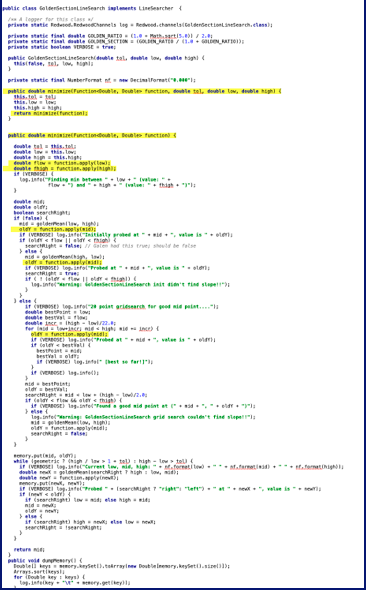 public class GoldenSectionLineSearch implements LineSearcher {
/** A logger for this class */
private static Redwood.RedwoodChannels log = Redwood.channels(GoldenSectionLineSearch.class);
private static final double GOLDEN_RATIO = (1.0 + Math.sqrt(5.0)) / 2.0;
private static final double GOLDEN_SECTION = (GOLDEN_RATIO / (1.0 + GOLDEN_RATIO));
private static boolean VERBOSE = true;
public GoldenSectionLineSearch(double tol, double low, double high) {
this(false, tol, low, high);
}
private static final NumberFormat nf = new DecimalFormat("0.000");
public double minimize(Function<Double, Double> function, double tol, double low, double high) {
this.tol = tol;
this.low = low;
this.high = high;
return minimize(function);
}
public double minimize(Function<Double, Double> function) {
double tol = this.tol;
double low = this.low;
double high = this.high;
double flow = function.apply(low);
double fhigh = function.apply(high);
if (VERBOSE) {
log.info("Finding min between " + low + " (value: " +
flow + ") and " + high + " (value: " + fhigh + ")");
}
double mid;
double oldY;
boolean searchRight;
if (false) {
mid = goldenMean(low, high);
oldY = function.apply(mid);
if (VERBOSE) log.info("Initially probed at " + mid + ", value is " + oldY);
if (oldY < flow || oldY < fhigh) {
searchRight = false; // Galen had this true; should be false
} else {
mid = goldenMean(low, high);
oldY = function.apply(mid);
if (VERBOSE) log.info("Probed at " + mid + ", value is " + oldY);
searchRight = true;
if ( ! (oldY < flow || oldY < fhigh)) {
log.info("Warning: GoldenSectionLineSearch init didn't find slope!!");
}
}
} else {
if (VERBOSE) log.info("20 point gridsearch for good mid point....");
double bestPoint = low;
double bestVal = flow;
double incr = (high - low)/22.0;
for (mid = low+incr; mid < high; mid += incr) {
oldY = function.apply(mid);
if (VERBOSE) log.info("Probed at " + mid + ", value is " + oldY);
if (oldY < bestVal) {
bestPoint = mid;
bestVal = oldY;
if (VERBOSE) log.info(" [best so far!]");
}
if (VERBOSE) log.info();
}
mid = bestPoint;
oldY = bestVal;
searchRight = mid < low + (high - low)/2.0;
if (oldY < flow && oldY < fhigh) {
if (VERBOSE) log.info("Found a good mid point at (" + mid + ", " + oldY + ")");
} else {
log.info("Warning: GoldenSectionLineSearch grid search couldn't find slope!!");
mid = goldenMean(low, high);
oldY = function.apply(mid);
searchRight = false;
}
}
memory.put(mid, oldY);
while (geometric ? (high / low > 1 + tol) : high - low > tol) {
if (VERBOSE) log.info("Current low, mid, high: " + nf.format(low) + " " + nf.format(mid) + " " + nf.format(high));
double newX = goldenMean(searchRight ? high : low, mid);
double newY = function.apply(newX);
memory.put(newX, newY);
if (VERBOSE) log.info("Probed " + (searchRight ? "right": "left") + " at " + newX + ", value is " + newY);
if (newY < oldY) {
if (searchRight) low = mid; else high = mid;
mid = newX;
oldY = newY;
} else {
if (searchRight) high = newX; else low = newX;
searchRight = !searchRight;
}
}
return mid;
}
public void dumpMemory() {
Double[] keys = memory.keySet().toArray(new Double[memory.keySet().size()]);
Arrays.sort(keys);
for (Double key : keys) {
log.info(key + "\t" + memory.get(key));